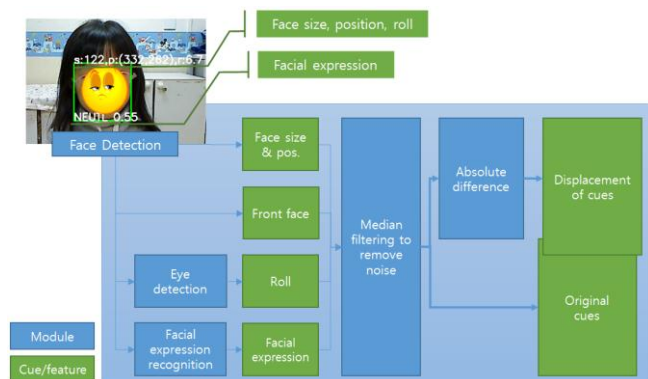 Face size, position, roll
s:122,p:(332,282),r:6.7
Facial expression
NEUTL 0.55
Face Detection
Face size
& pos.
Front face
Eye
detection
Roll
Facial
expression
recognition
Facial
expression
Median
filtering to
remove
noise
Absolute
difference
Displacement
of cues
Original
cues
Module
Cue/feature